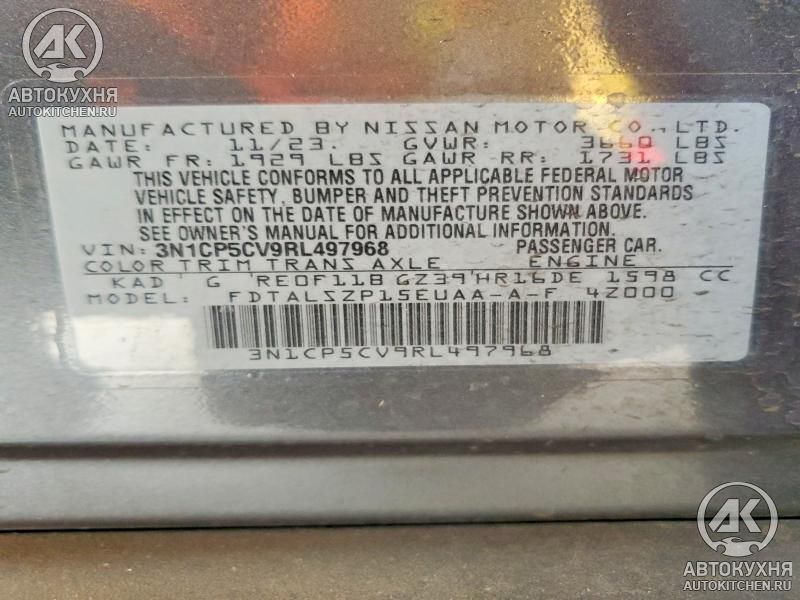 АК
АВТОКУХНЯ
AUTOKITCHEN.RU
MANUFACTURED BY NISSAN MOTOR CO., LTD.
DATE: 11/23. GVWR: 3660 LBS
GAWR FR: 1929 LBS GAWR RR: 1731 LBS
THIS VEHICLE CONFORMS TO ALL APPLICABLE FEDERAL MOTOR
VEHICLE SAFETY, BUMPER AND THEFT PREVENTION STANDARDS
IN EFFECT ON THE DATE OF MANUFACTURE SHOWN ABOVE.
SEE OWNER'S MANUAL FOR ADDITIONAL INFORMATION.
VIN: 3N1CP5CV9RL497968 PASSENGER CAR.
COLOR TRIM TRANS AXLE ENGINE
KAD G RE0F11B GZ39 HR16DE 1598 CC
MODEL: FDTALSZP15EUAA-A-F 4Z000
3N1CP5CV9RL497968
АК
АВТОКУХНЯ
AUTOKITCHEN.RU